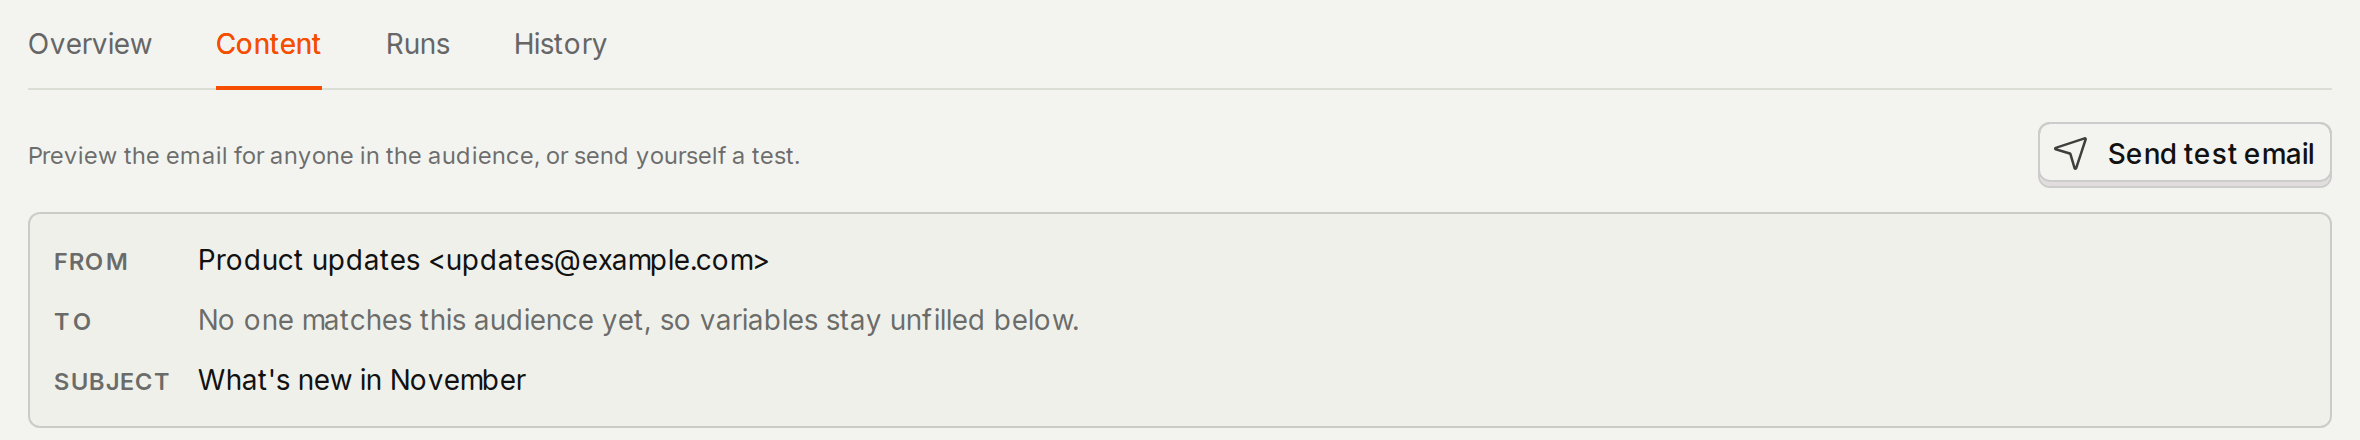 Overview Content Runs History
Preview the email for anyone in the audience, or send yourself a test.
Send test email
FROM Product updates <updates@example.com>
TO No one matches this audience yet, so variables stay unfilled below.
SUBJECT What's new in November